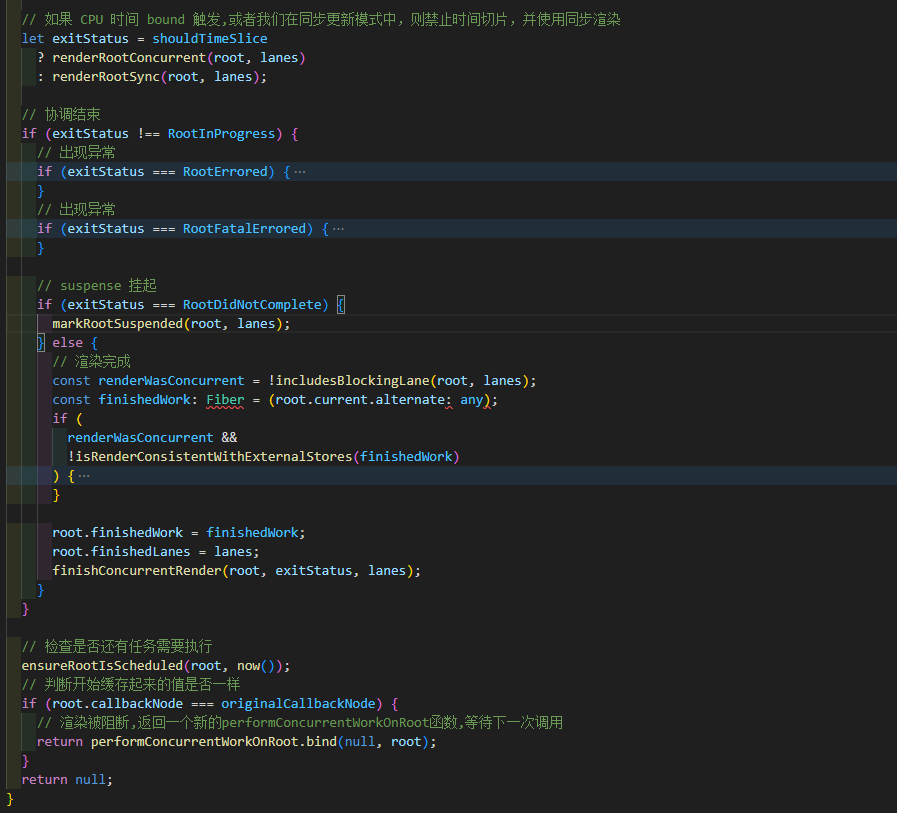 // 如果 CPU 时间 bound 触发,或者我们在同步更新模式中，则禁止时间切片，并使用同步渲染
let exitStatus = shouldTimeSlice
? renderRootConcurrent(root, lanes)
: renderRootSync(root, lanes);
// 协调结束
if (exitStatus !== RootInProgress) {
// 出现异常
if (exitStatus === RootErrored) {···
}
// 出现异常
if (exitStatus === RootFatalErrored) {···
}
// suspense 挂起
if (exitStatus === RootDidNotComplete) {
markRootSuspended(root, lanes);
} else {
// 渲染完成
const renderWasConcurrent = !includesBlockingLane(root, lanes);
const finishedWork: Fiber = (root.current.alternate: any);
if (
renderWasConcurrent &&
!isRenderConsistentWithExternalStores(finishedWork)
) {···
}
root.finishedWork = finishedWork;
root.finishedLanes = lanes;
finishConcurrentRender(root, exitStatus, lanes);
}
}
// 检查是否还有任务需要执行
ensureRootIsScheduled(root, now());
// 判断开始缓存起来的值是否一样
if (root.callbackNode === originalCallbackNode) {
// 渲染被阻断,返回一个新的performConcurrentWorkOnRoot函数,等待下一次调用
return performConcurrentWorkOnRoot.bind(null, root);
}
return null;
}